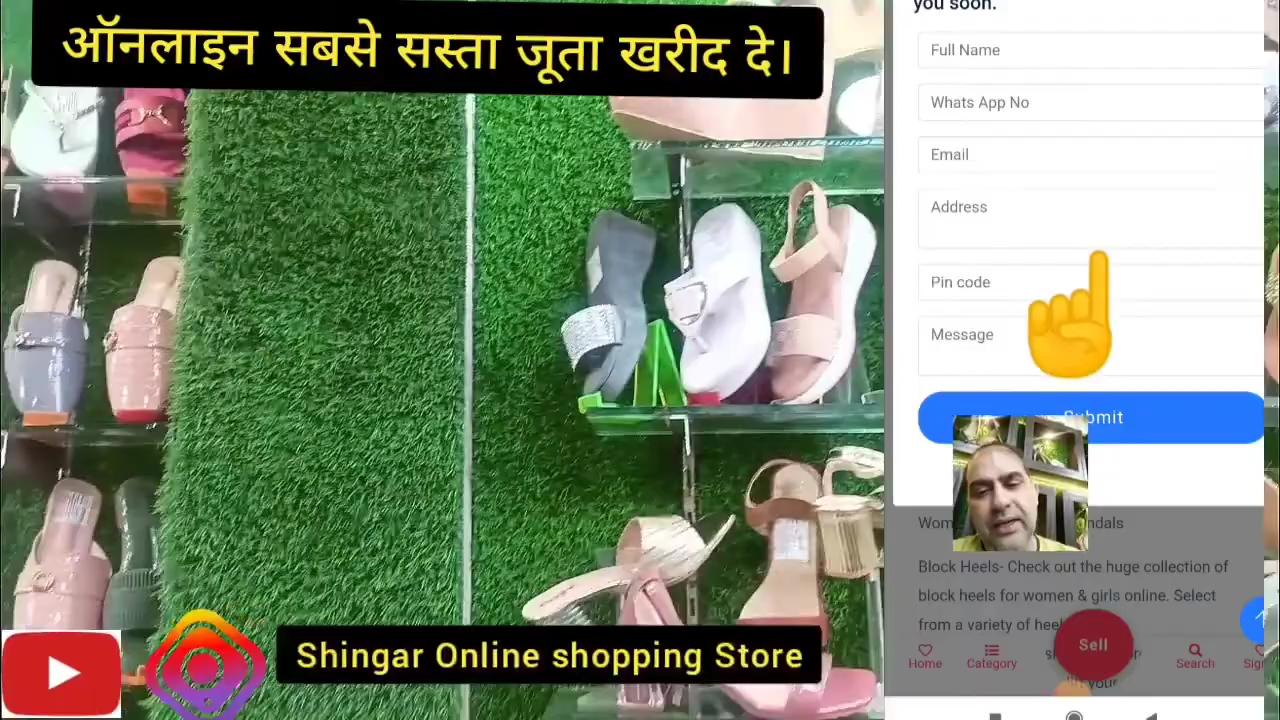 ऑनलाइन सबसे सस्ता जूता खरीद दे।
you soon.
Full Name
Whats App No
Email
Address
Pin code
Message
Submit
Block Heels- Check out the huge collection of
block heels for women & girls online. Select
from a variety of
Sell
Home
Category
Search
Shingar Online shopping Store